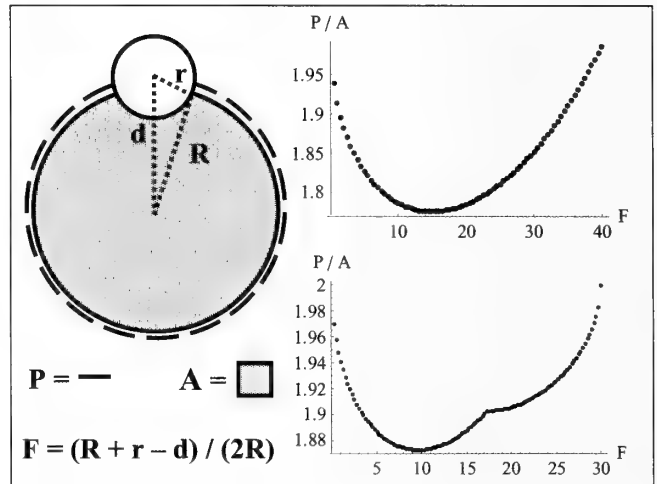 r
d
R
P =
A =
F = (R + r – d) / (2R)
P / A
1.95
1.9
1.85
1.8
10
20
30
40
F
P / A
2
1.98
1.96
1.94
1.92
1.9
1.88
5
10
15
20
25
30
F